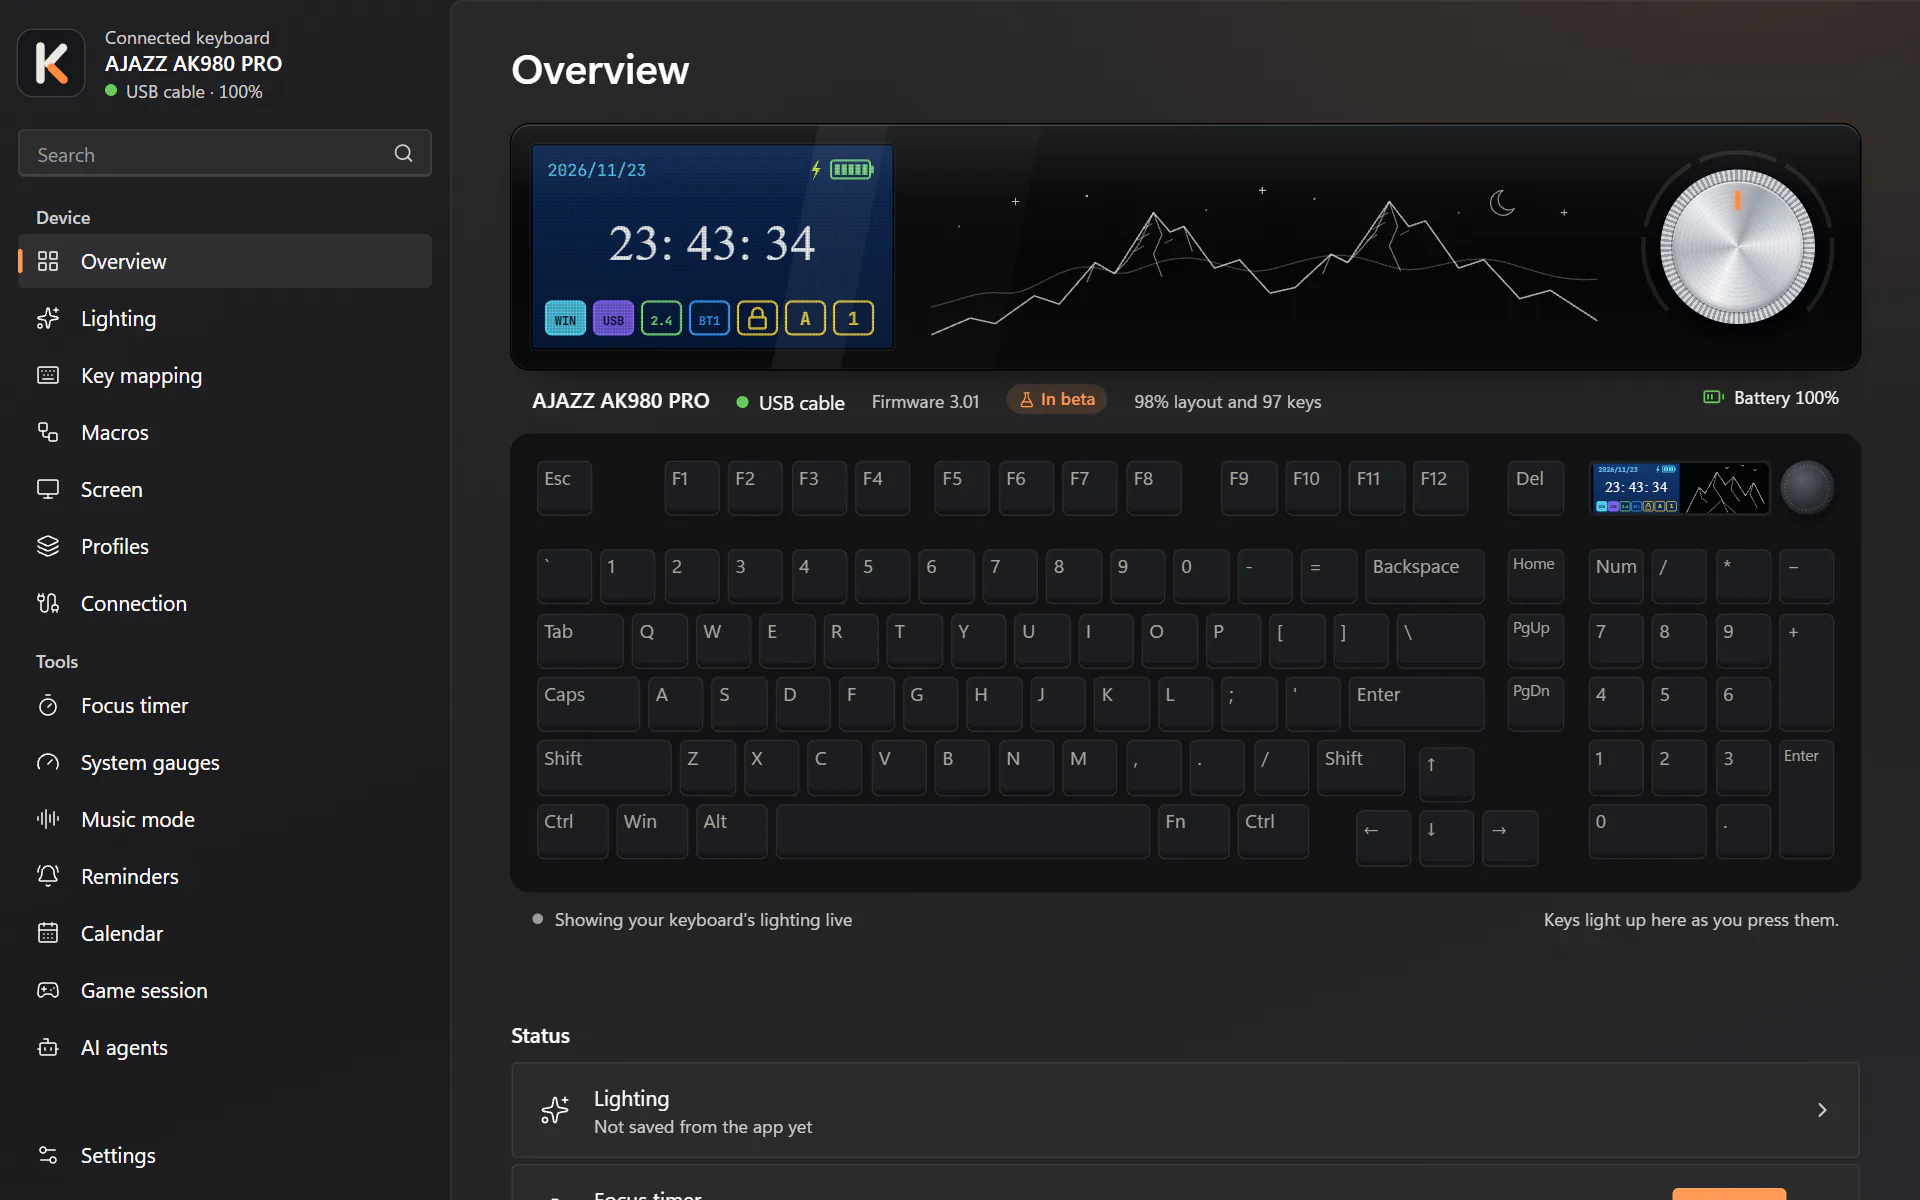 Connected keyboard
AJAZZ AK980 PRO
USB cable · 100%
Search
Device
Overview
Lighting
Key mapping
Macros
Screen
Profiles
Connection
Tools
Focus timer
System gauges
Music mode
Reminders
Calendar
Game session
AI agents
Settings
Overview
2026/11/23
23: 43: 34
WIN USB 2.4 BT1 A 1
AJAZZ AK980 PRO USB cable Firmware 3.01 In beta 98% layout and 97 keys Battery 100%
Esc F1 F2 F3 F4 F5 F6 F7 F8 F9 F10 F11 F12 Del
2026/11/23
23: 43: 34
` 1 2 3 4 5 6 7 8 9 0 - = Backspace Home Num / * −
Tab Q W E R T Y U I O P [ ] \ PgUp 7 8 9 +
Caps A S D F G H J K L ; ' Enter PgDn 4 5 6
Shift Z X C V B N M , . / Shift ↑ 1 2 3 Enter
Ctrl Win Alt Fn Ctrl ← ↓ → 0 .
Showing your keyboard's lighting live
Keys light up here as you press them.
Status
Lighting
Not saved from the app yet
Focus timer